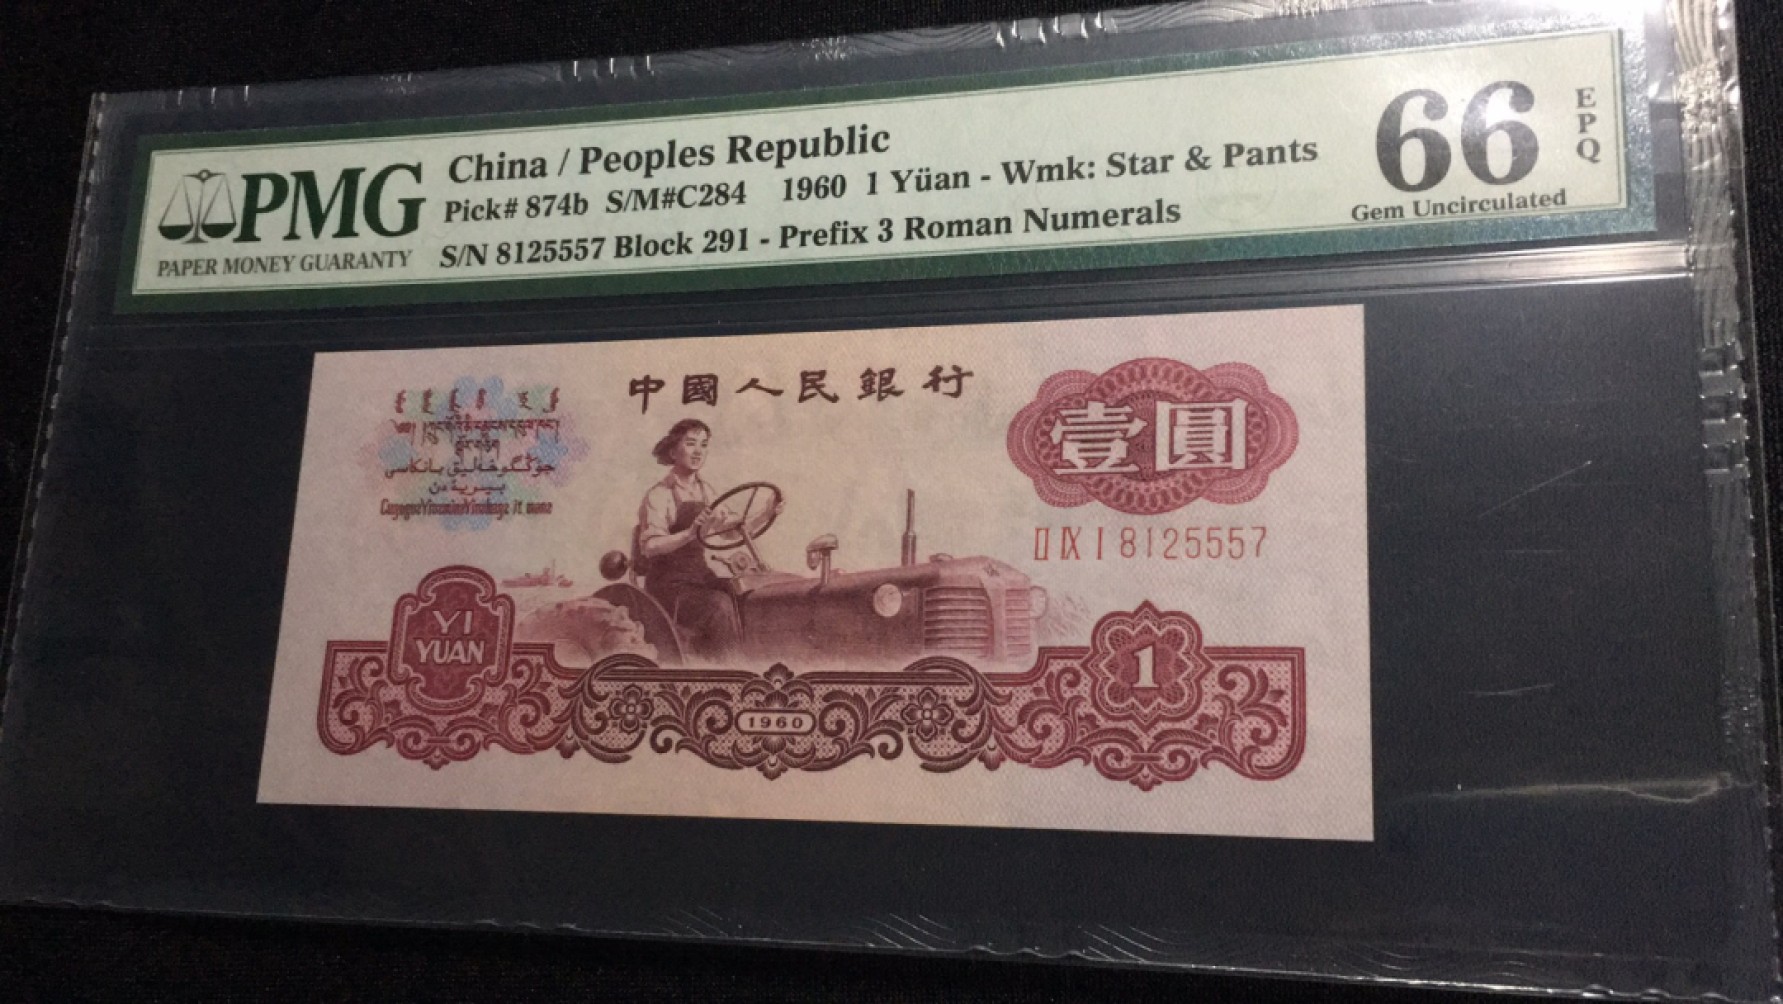 PMG
PAPER MONEY GUARANTY
China / Peoples Republic
Pick# 874b S/M#C284 1960 1 Yüan - Wmk: Star & Pants
S/N 8125557 Block 291 - Prefix 3 Roman Numerals
66
EPQ
Gem Uncirculated
中國人民銀行
壹圓
II IX I 8125557
YI
YUAN
1
1960